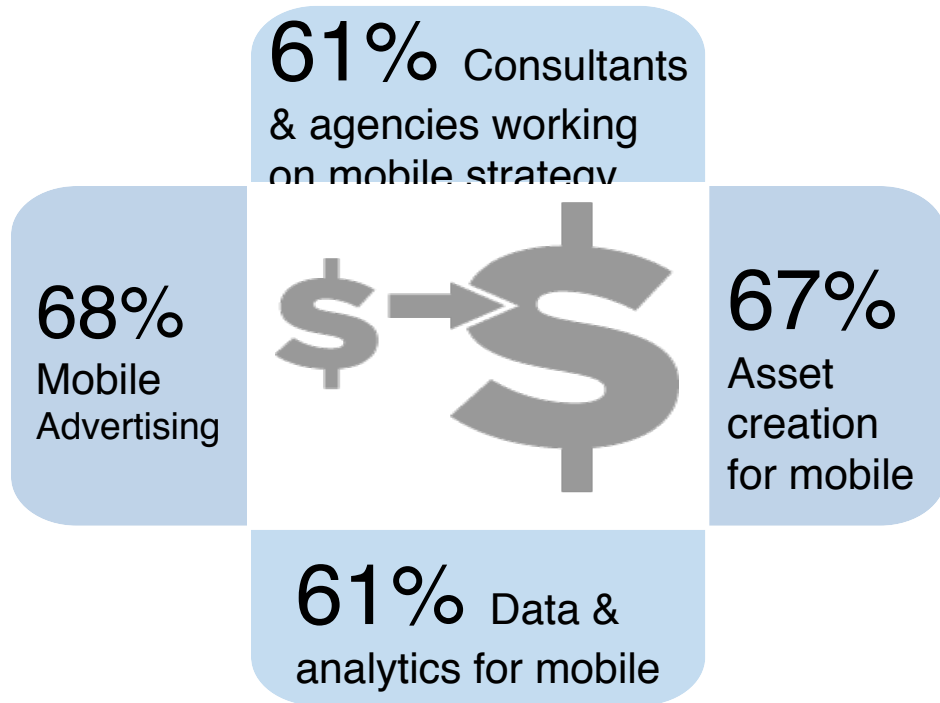 61% Consultants
& agencies working
on mobile strategy
68%
Mobile
Advertising
67%
Asset
creation
for mobile
61% Data &
analytics for mobile